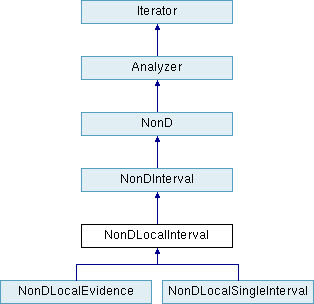 Iterator
Analyzer
NonD
NonDInterval
NonDLocalInterval
NonDLocalEvidence
NonDLocalSingleInterval